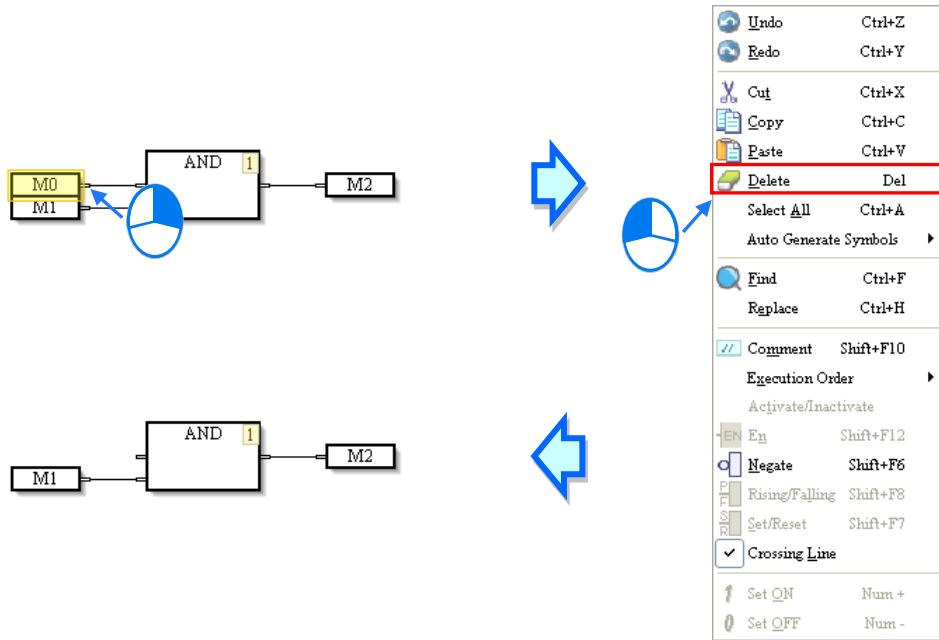 AND 1
M0
M1
M2
Undo Ctrl+Z
Redo Ctrl+Y
Cut Ctrl+X
Copy Ctrl+C
Paste Ctrl+V
Delete Del
Select All Ctrl+A
Auto Generate Symbols
Find Ctrl+F
Replace Ctrl+H
// Comment Shift+F10
Execution Order
Activate/Inactivate
EN En Shift+F12
Negate Shift+F6
P F Rising/Falling Shift+F8
S R Set/Reset Shift+F7
Crossing Line
1 Set ON Num +
0 Set OFF Num -
AND 1
M1
M2